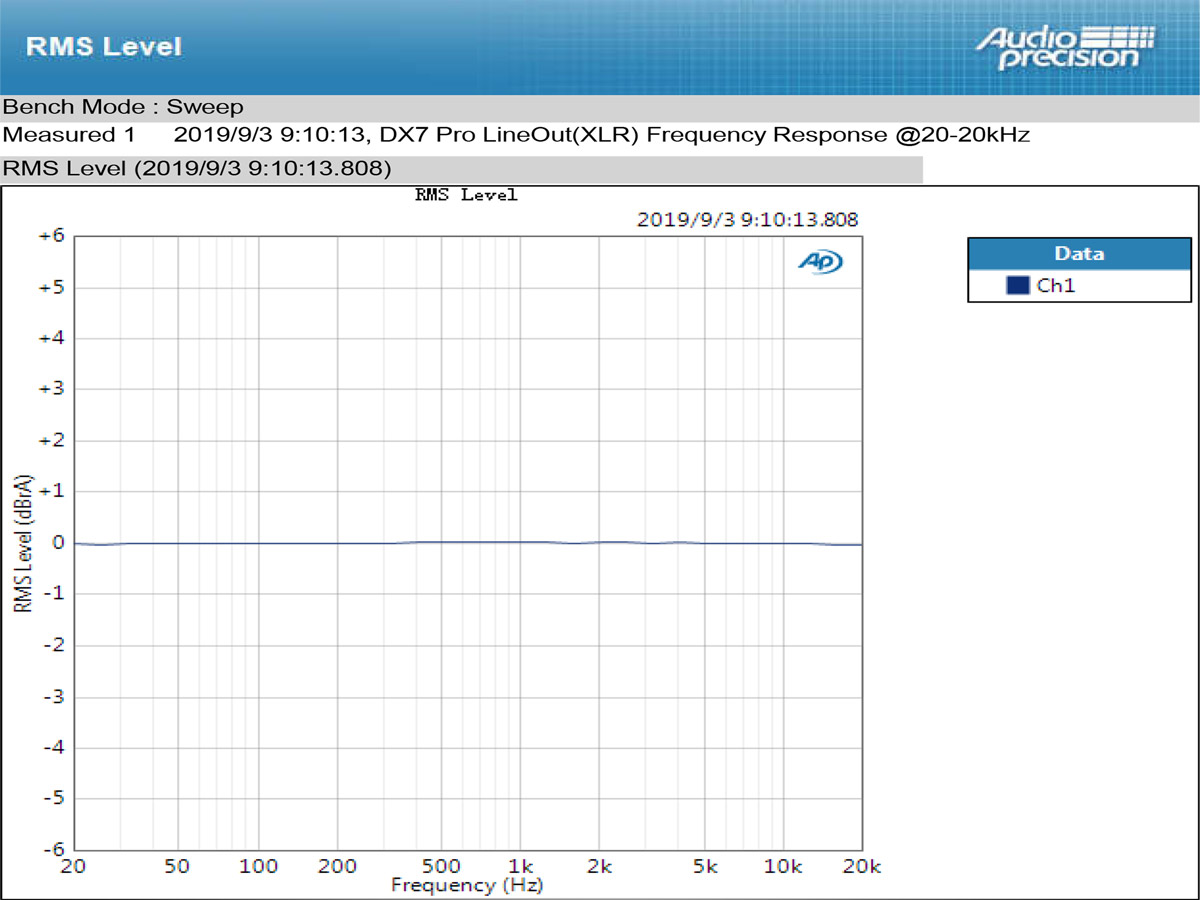 RMS Level
Audio
precision
Bench Mode : Sweep
Measured 1 2019/9/3 9:10:13, DX7 Pro LineOut(XLR) Frequency Response @20-20kHz
RMS Level (2019/9/3 9:10:13.808)
RMS Level
2019/9/3 9:10:13.808
AP
Data
Ch1
+6
+5
+4
+3
+2
+1
0
-1
-2
-3
-4
-5
-6
RMS Level (dBrA)
20 50 100 200 500 1k 2k 5k 10k 20k
Frequency (Hz)